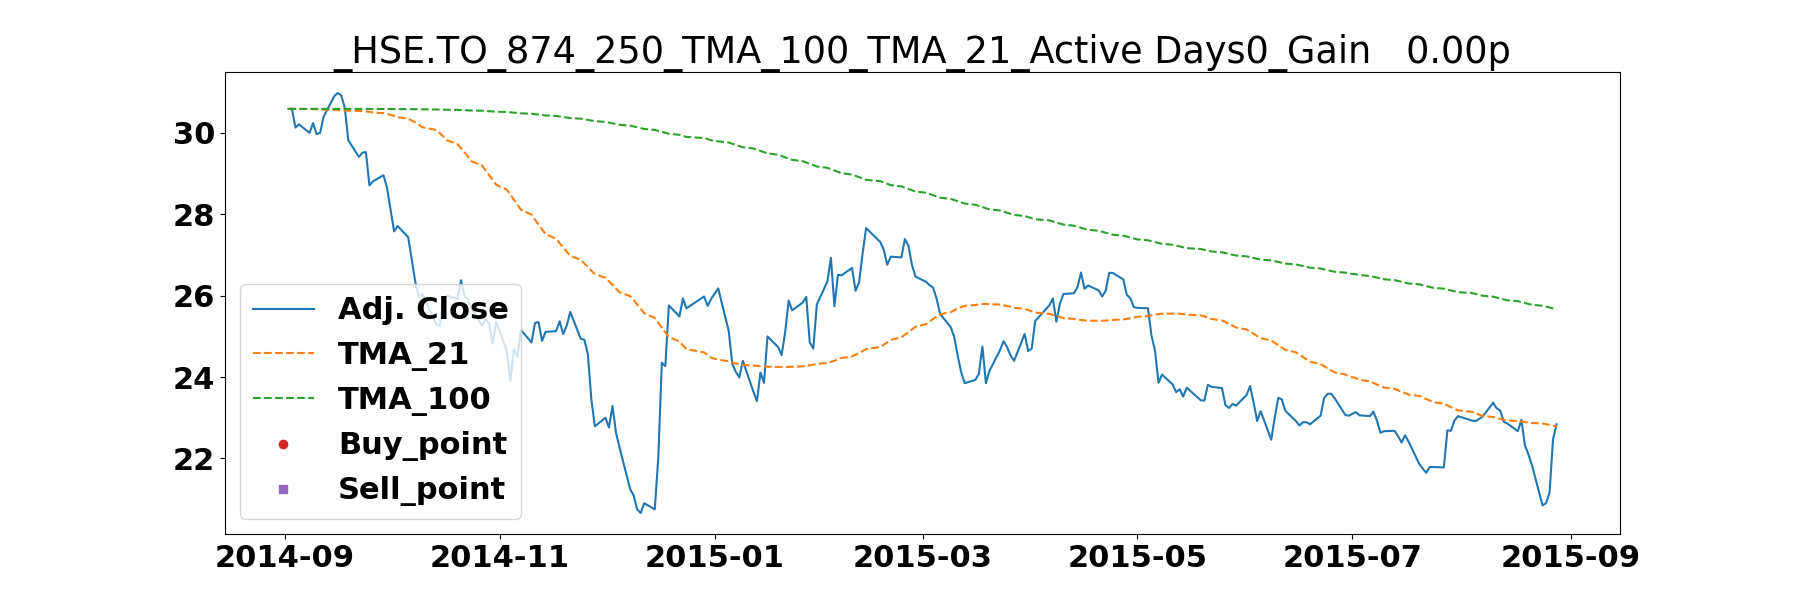 _HSE.TO_874_250_TMA_100_TMA_21_Active Days0_Gain   0.00p
30
28
26
24
22
Adj. Close
TMA_21
TMA_100
Buy_point
Sell_point
2014-09 2014-11 2015-01 2015-03 2015-05 2015-07 2015-09